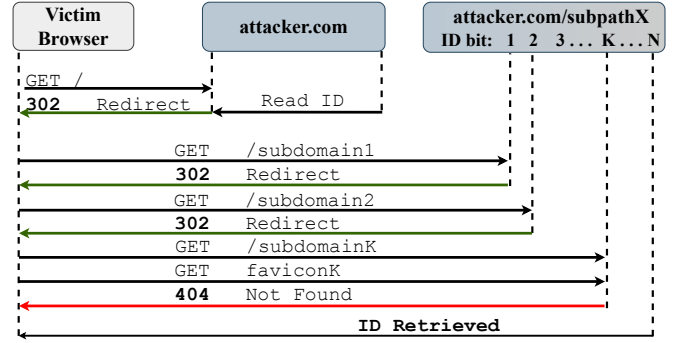 Victim
Browser
attacker.com
attacker.com/subpathX
ID bit: 1 2 3 . . . K . . . N
GET /
302 Redirect
Read ID
GET /subdomain1
302 Redirect
GET /subdomain2
302 Redirect
GET /subdomainK
GET faviconK
404 Not Found
ID Retrieved